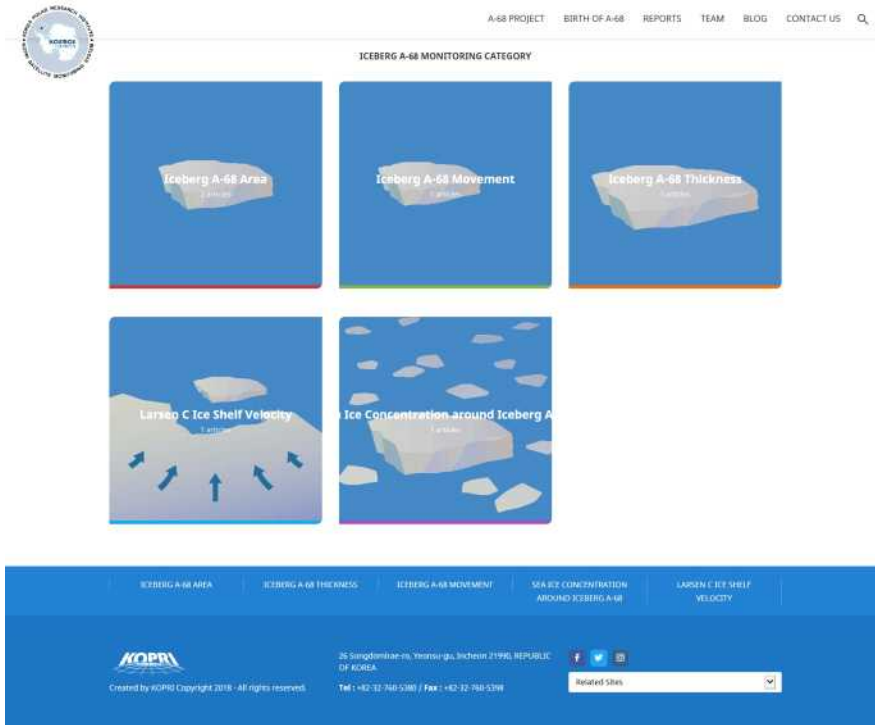 A-68 PROJECT BIRTH OF A-68 REPORTS TEAM BLOG CONTACT US
ICEBERG A-68 MONITORING CATEGORY
Iceberg A-68 Area
Iceberg A-68 Movement
Iceberg A-68 Thickness
Larsen C Ice Shelf Velocity
1 articles
Ice Concentration around Iceberg A
1 articles
ICEBERG A-68 AREA
ICEBERG A-68 THICKNESS
ICEBERG A-68 MOVEMENT
SEA ICE CONCENTRATION
AROUND ICEBERG A-68
LARSEN C ICE SHELF
VELOCITY
KOPRI
Created by KOPRI Copyright 2018 - All rights reserved.
26 Songdomirae-ro, Yeonsu-gu, Incheon 21990, REPUBLIC
OF KOREA
Tel : +82-32-760-5380 / Fax : +82-32-760-5398
Related Sites